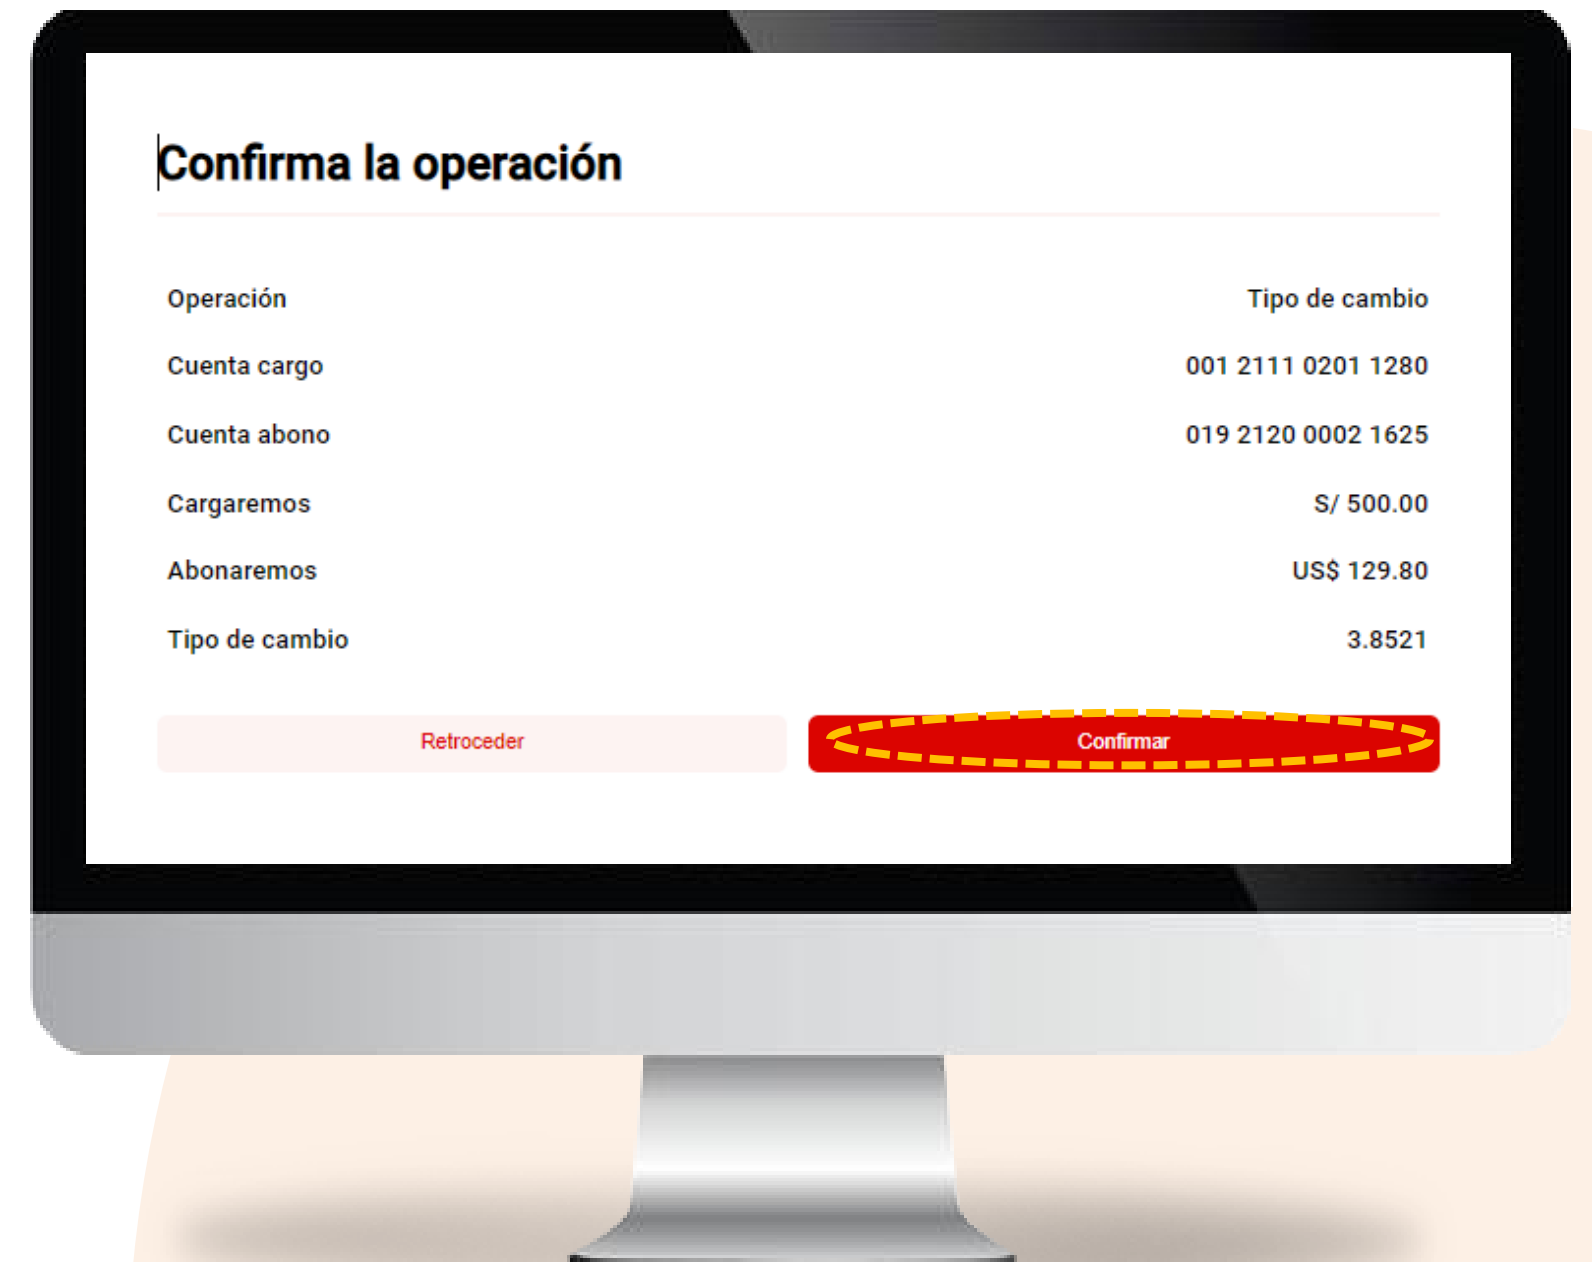 Confirma la operación
Operación Tipo de cambio
Cuenta cargo 001 2111 0201 1280
Cuenta abono 019 2120 0002 1625
Cargaremos S/ 500.00
Abonaremos US$ 129.80
Tipo de cambio 3.8521
Retroceder Confirmar